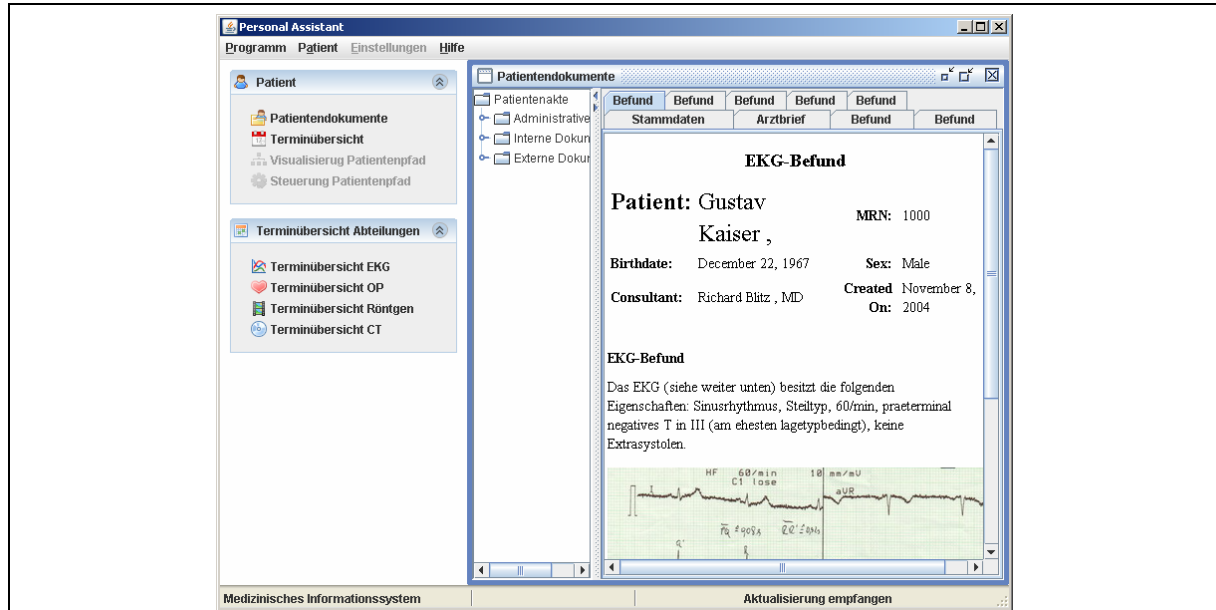 Personal Assistant
Programm Patient Einstellungen Hilfe
Patient
Patientendokumente
Terminübersicht
Visualisierug Patientenpfad
Steuerung Patientenpfad
Terminübersicht Abteilungen
Terminübersicht EKG
Terminübersicht OP
Terminübersicht Röntgen
Terminübersicht CT
Patientendokumente
Patientenakte
Administrative
Interne Dokun
Externe Dokur
Befund Befund Befund Befund Befund
Stammdaten Arztbrief Befund Befund
EKG-Befund
Patient: Gustav
Kaiser ,
MRN: 1000
Birthdate: December 22, 1967 Sex: Male
Consultant: Richard Blitz , MD Created
On: November 8,
2004
EKG-Befund
Das EKG (siehe weiter unten) besitzt die folgenden
Eigenschaften: Sinusrhythmus, Steiltyp, 60/min, praeterminal
negatives T in III (am ehesten lagetypbedingt), keine
Extrasystolen.
HF 60/min 10 mm/mV
C1 lose
I aVR
Medizinisches Informationssystem Aktualisierung empfangen